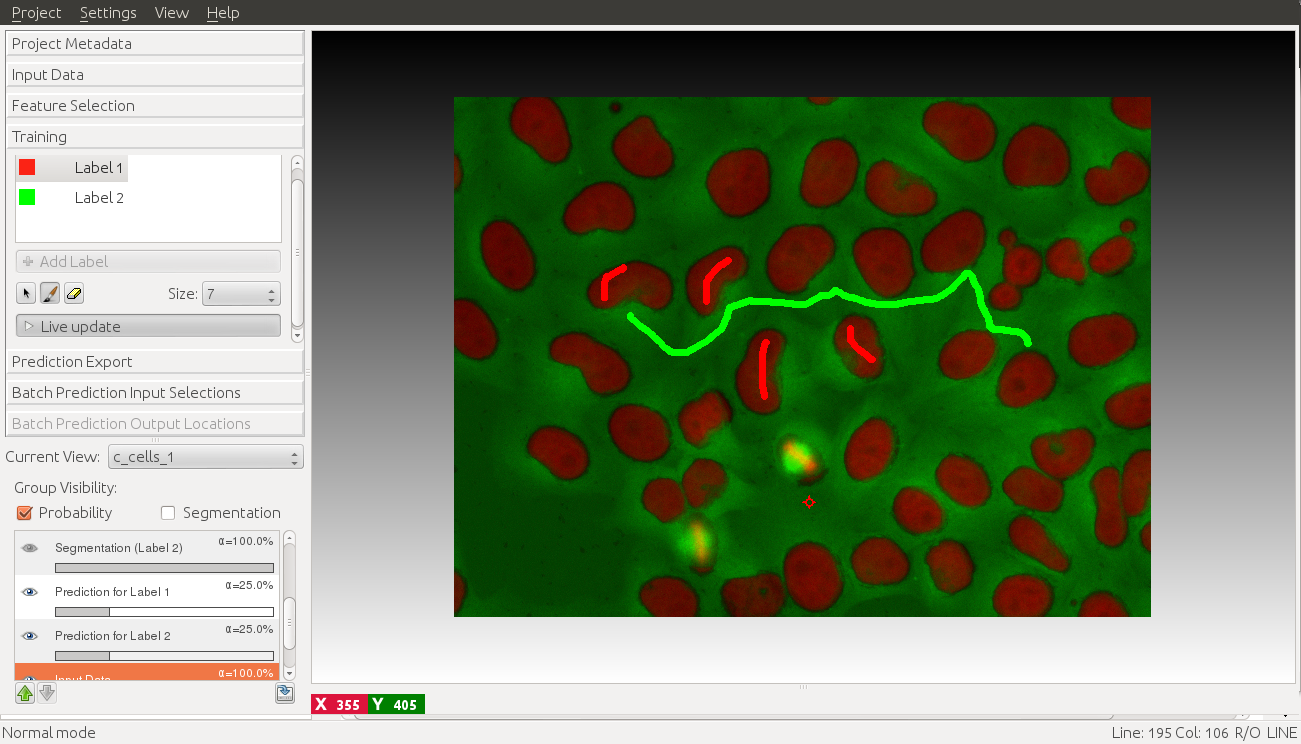 Project Settings View Help
Project Metadata
Input Data
Feature Selection
Training
Label 1
Label 2
Add Label
Size: 7
Live update
Prediction Export
Batch Prediction Input Selections
Batch Prediction Output Locations
Current View: c_cells_1
Group Visibility:
Probability Segmentation
Segmentation (Label 2) α=100.0%
Prediction for Label 1 α=25.0%
Prediction for Label 2 α=25.0%
Input Data α=100.0%
X 355 Y 405
Normal mode Line: 195 Col: 106 R/O LINE